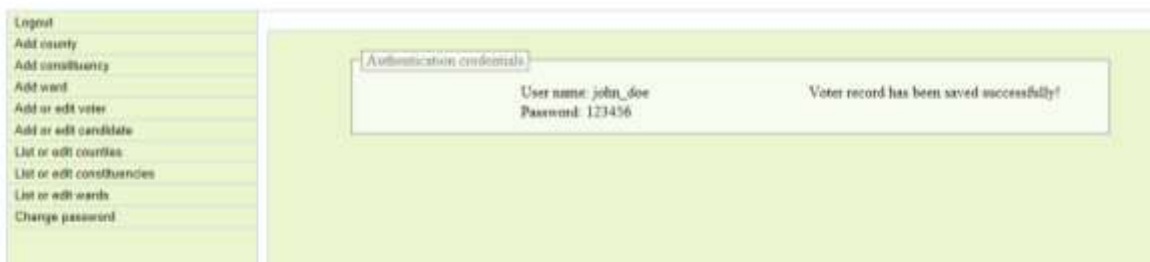 Logout
Add county
Add constituency
Add ward
Add or edit voter
Add or edit candidate
List or edit counties
List or edit constituencies
List or edit wards
Change password
Authentication credentials
User name: john_doe Voter record has been saved successfully!
Password: 123456